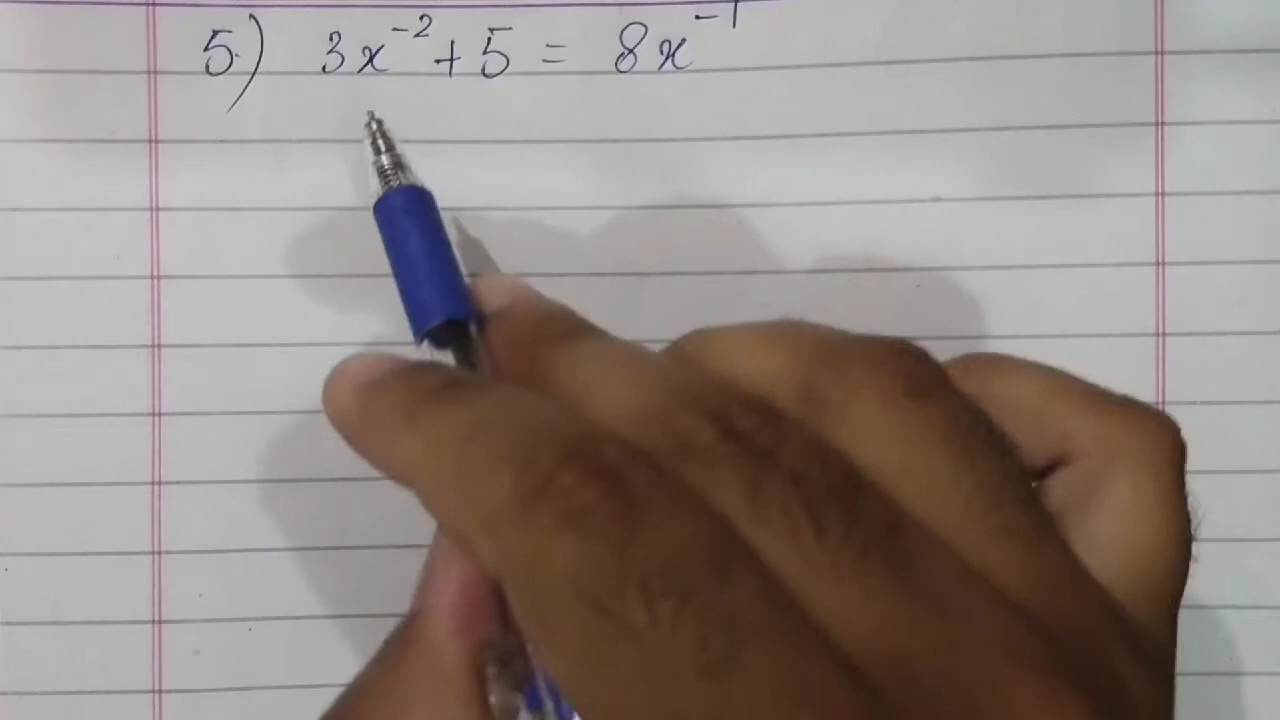 5.) 3x⁻² + 5 = 8x⁻¹